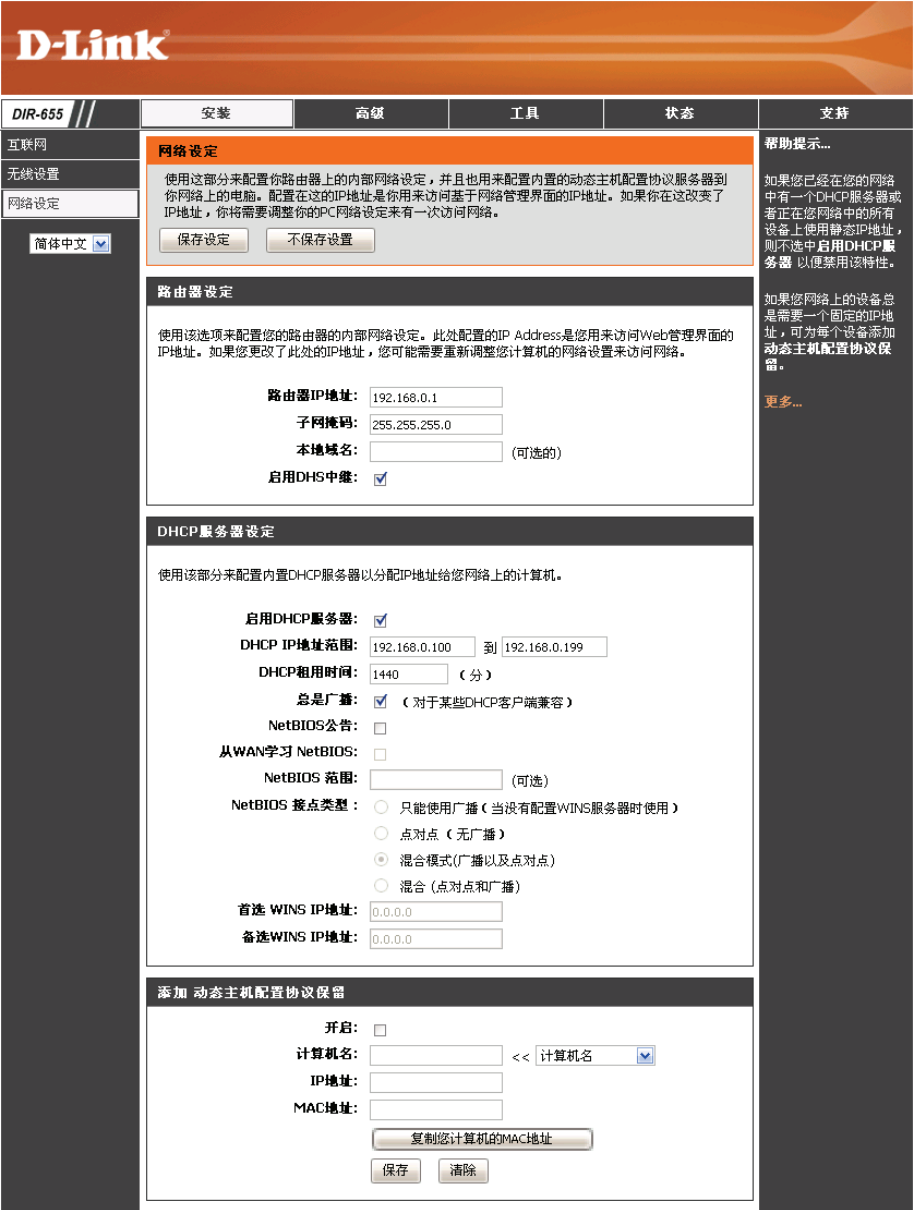 D-Link®
DIR-655
安装
高级
工具
状态
支持
互联网
无线设置
网络设定
简体中文
网络设定
使用这部分来配置你路由器上的内部网络设定，并且也用来配置内置的动态主机配置协议服务器到
你网络上的电脑。配置在这的IP地址是你用来访问基于网络管理界面的IP地址。如果你在这改变了
IP地址，你将需要调整你的PC网络设定来有一次访问网络。
保存设定
不保存设置
路由器设定
使用该选项来配置您的路由器的内部网络设定。此处配置的IP Address是您用来访问Web管理界面的
IP地址。如果您更改了此处的IP地址，您可能需要重新调整您计算机的网络设置来访问网络。
路由器IP地址: 192.168.0.1
子网掩码: 255.255.255.0
本地域名: (可选的)
启用DHS中继:
DHCP服务器设定
使用该部分来配置内置DHCP服务器以分配IP地址给您网络上的计算机。
启用DHCP服务器:
DHCP IP地址范围: 192.168.0.100 到 192.168.0.199
DHCP租用时间: 1440 （分）
总是广播: （对于某些DHCP客户端兼容）
NetBIOS公告:
从WAN学习 NetBIOS:
NetBIOS 范围: (可选)
NetBIOS 接点类型： 只能使用广播（当没有配置WINS服务器时使用）
点对点（无广播）
混合模式(广播以及点对点)
混合 (点对点和广播)
首选 WINS IP地址: 0.0.0.0
备选WINS IP地址: 0.0.0.0
添加 动态主机配置协议保留
开启:
计算机名: << 计算机名
IP地址:
MAC地址:
复制您计算机的MAC地址
保存
清除
帮助提示...
如果您已经在您的网络
中有一个DHCP服务器或
者正在您网络中的所有
设备上使用静态IP地址，
则不选中启用DHCP服
务器 以便禁用该特性。
如果您网络上的设备总
是需要一个固定的IP地
址，可为每个设备添加
动态主机配置协议保
留。
更多...